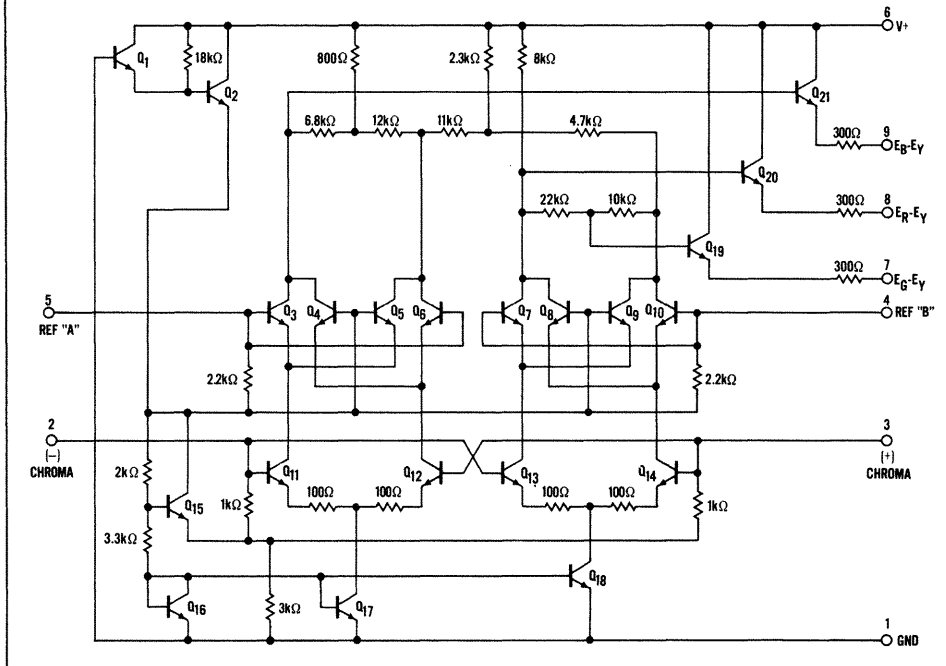 6
V+
Q1
18kΩ
Q2
800Ω
2.3kΩ
8kΩ
Q21
6.8kΩ
12kΩ
11kΩ
4.7kΩ
300Ω
9
EB-EY
Q20
22kΩ
10kΩ
300Ω
8
ER-EY
Q19
300Ω
7
EG-EY
5
REF "A"
Q3
Q4
Q5
Q6
Q7
Q8
Q9
Q10
4
REF "B"
2.2kΩ
2.2kΩ
2
(-)
CHROMA
3
(+)
CHROMA
2kΩ
Q11
Q12
Q13
Q14
1kΩ
100Ω
100Ω
100Ω
100Ω
1kΩ
Q15
3.3kΩ
Q18
Q16
3kΩ
Q17
1
GND